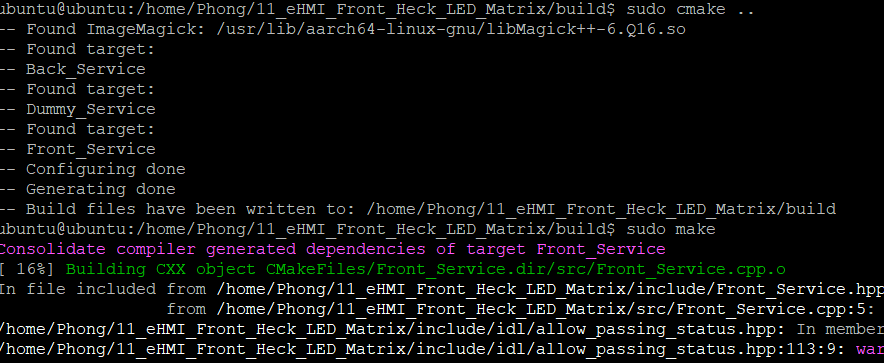 ubuntu@ubuntu:/home/Phong/11_eHMI_Front_Heck_LED_Matrix/build$ sudo cmake ..
-- Found ImageMagick: /usr/lib/aarch64-linux-gnu/libMagick++-6.Q16.so
-- Found target:
-- Back_Service
-- Found target:
-- Dummy_Service
-- Found target:
-- Front_Service
-- Configuring done
-- Generating done
-- Build files have been written to: /home/Phong/11_eHMI_Front_Heck_LED_Matrix/build
ubuntu@ubuntu:/home/Phong/11_eHMI_Front_Heck_LED_Matrix/build$ sudo make
Consolidate compiler generated dependencies of target Front_Service
[ 16%] Building CXX object CMakeFiles/Front_Service.dir/src/Front_Service.cpp.o
In file included from /home/Phong/11_eHMI_Front_Heck_LED_Matrix/include/Front_Service.hpp
from /home/Phong/11_eHMI_Front_Heck_LED_Matrix/src/Front_Service.cpp:5:
/home/Phong/11_eHMI_Front_Heck_LED_Matrix/include/idl/allow_passing_status.hpp: In member
/home/Phong/11_eHMI_Front_Heck_LED_Matrix/include/idl/allow_passing_status.hpp:113:9: war